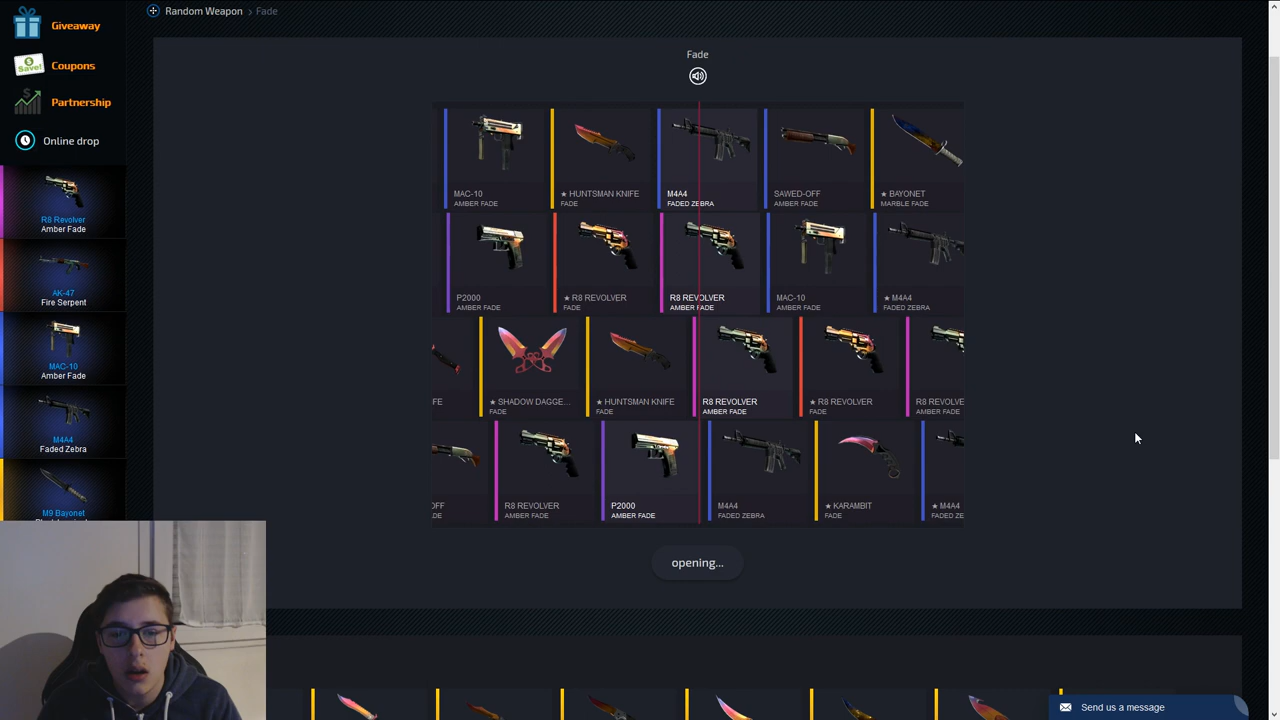 Giveaway
Save!
Coupons
Partnership
Online drop
R8 Revolver
Amber Fade
AK-47
Fire Serpent
MAC-10
Amber Fade
M4A4
Faded Zebra
M9 Bayonet
Random Weapon › Fade
Fade
MAC-10
AMBER FADE
★ HUNTSMAN KNIFE
FADE
M4A4
FADED ZEBRA
SAWED-OFF
AMBER FADE
★ BAYONET
MARBLE FADE
P2000
AMBER FADE
★ R8 REVOLVER
FADE
R8 REVOLVER
AMBER FADE
MAC-10
AMBER FADE
★ M4A4
FADED ZEBRA
FE
★ SHADOW DAGGE...
FADE
★ HUNTSMAN KNIFE
FADE
R8 REVOLVER
AMBER FADE
★ R8 REVOLVER
FADE
R8 REVOLVE
AMBER FADE
OFF
R8 REVOLVER
AMBER FADE
P2000
AMBER FADE
M4A4
FADED ZEBRA
★ KARAMBIT
FADE
★ M4A4
FADED ZE
opening...
Send us a message